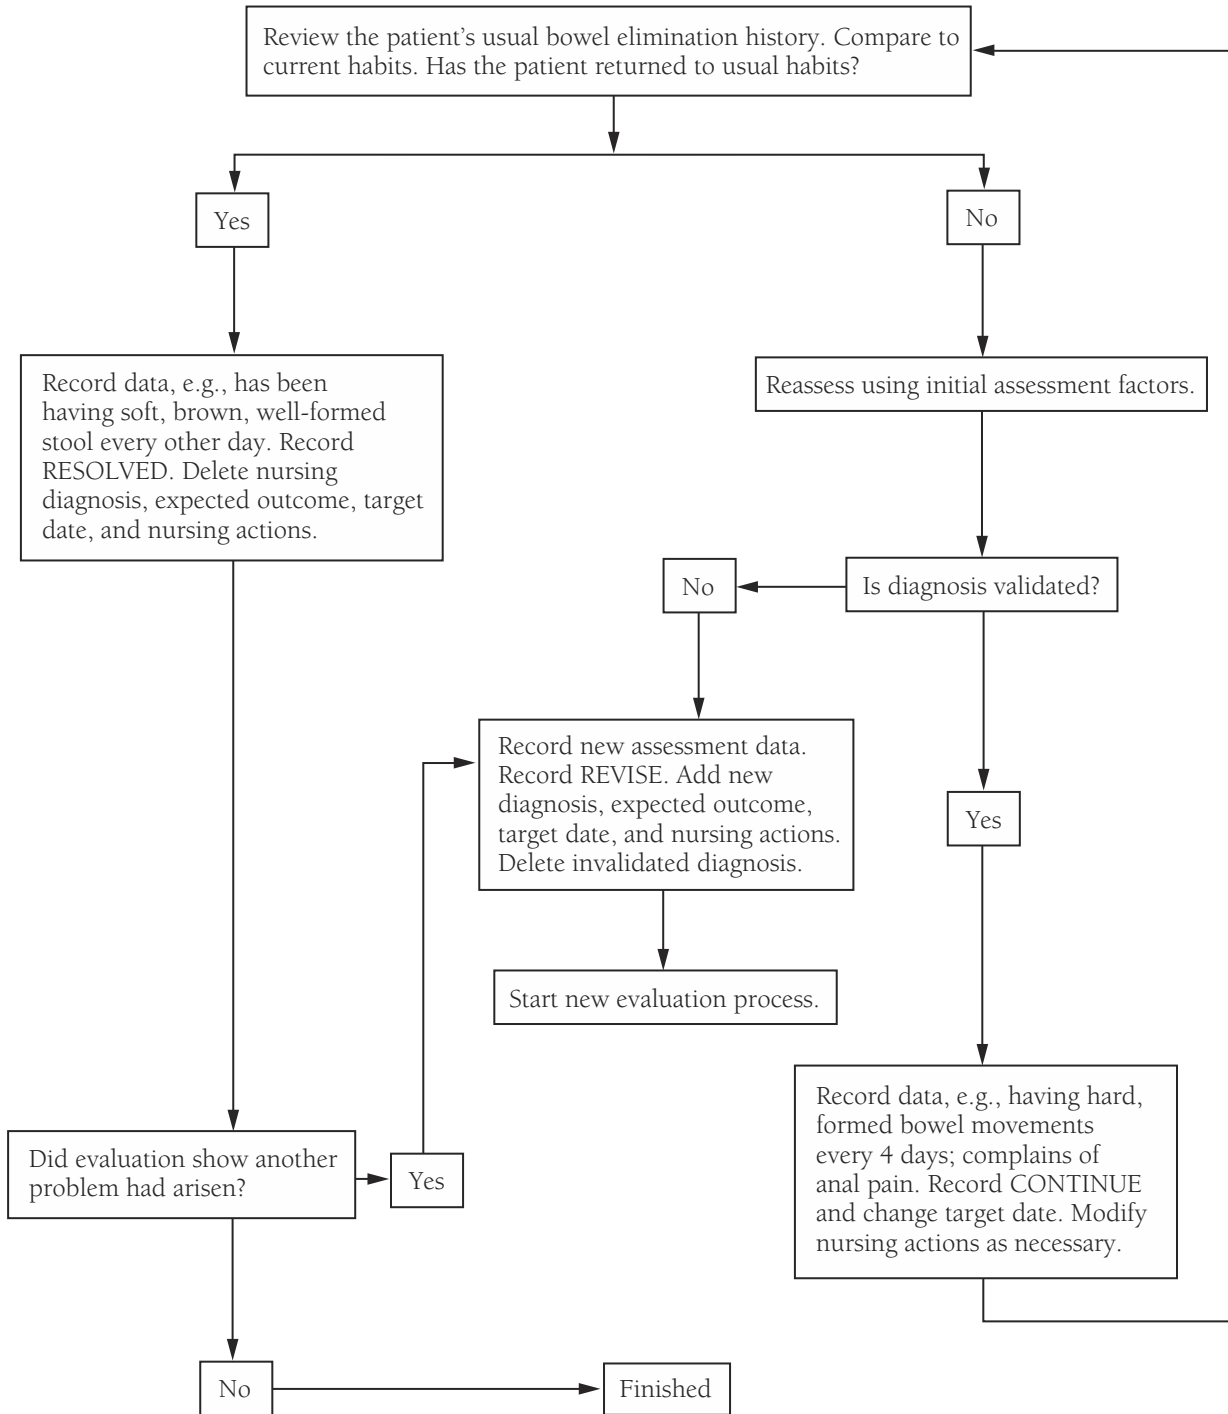 Review the patient’s usual bowel elimination history. Compare to
current habits. Has the patient returned to usual habits?
Yes
No
Record data, e.g., has been
having soft, brown, well-formed
stool every other day. Record
RESOLVED. Delete nursing
diagnosis, expected outcome, target
date, and nursing actions.
Reassess using initial assessment factors.
No
Is diagnosis validated?
Record new assessment data.
Record REVISE. Add new
diagnosis, expected outcome,
target date, and nursing actions.
Delete invalidated diagnosis.
Yes
Start new evaluation process.
Record data, e.g., having hard,
formed bowel movements
every 4 days; complains of
anal pain. Record CONTINUE
and change target date. Modify
nursing actions as necessary.
Did evaluation show another
problem had arisen?
Yes
No
Finished